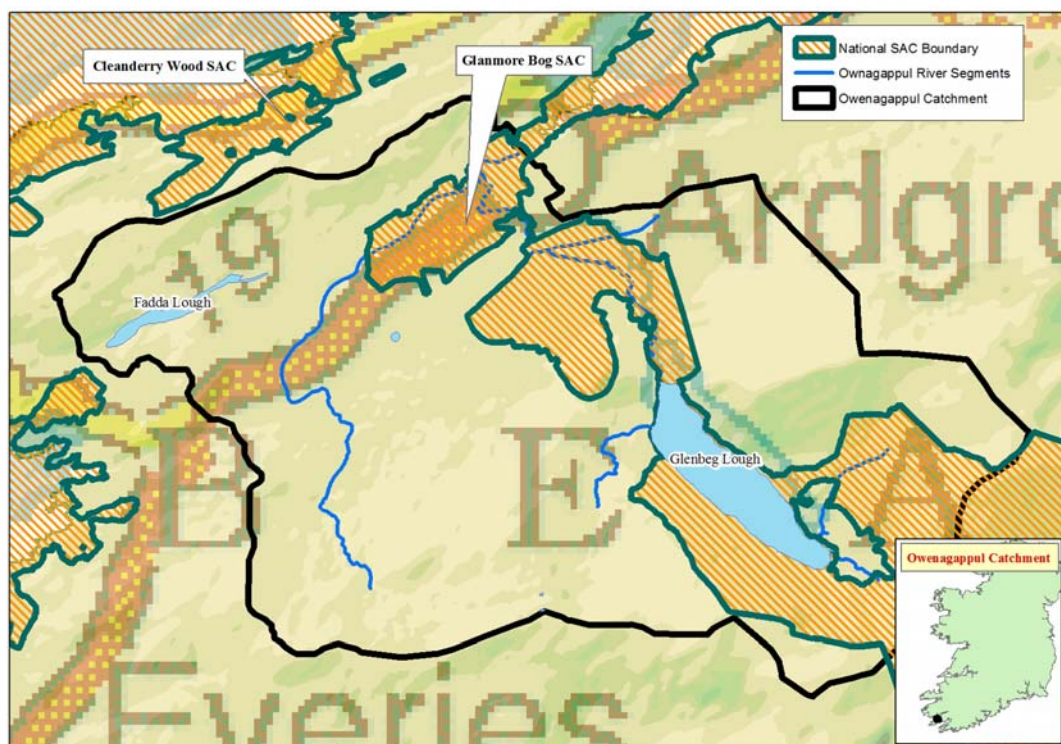 Cleanderry Wood SAC
Glanmore Bog SAC
National SAC Boundary
Ownagappul River Segments
Owenagappul Catchment
Ardgro
19
Fadda Lough
B E A
Glenbeg Lough
Everies
Owenagappul Catchment